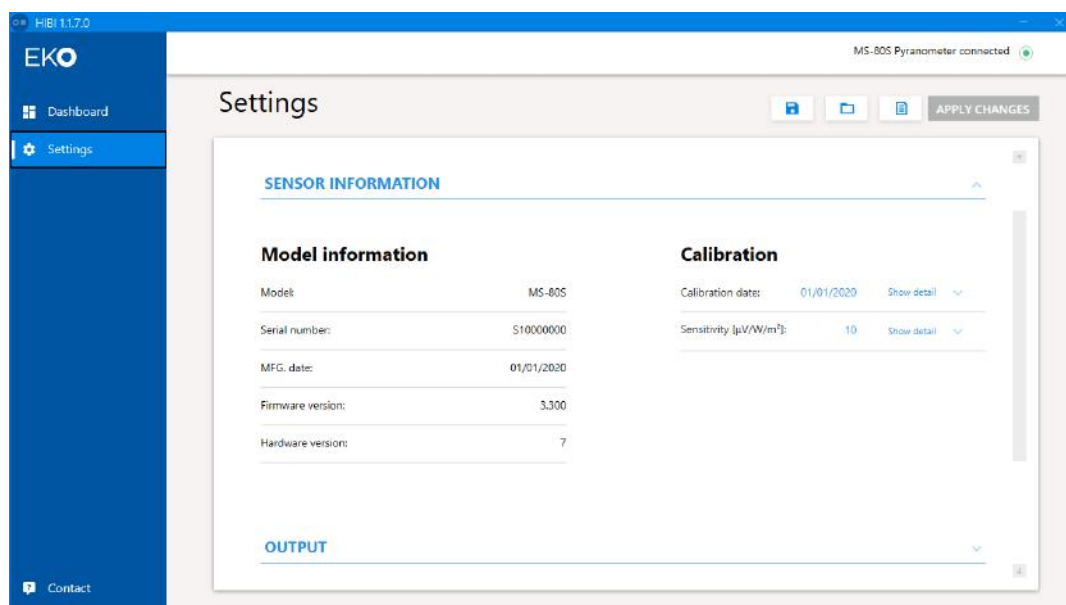 HIBI 1.1.7.0
EKO
MS-80S Pyranometer connected
Dashboard
Settings
Contact
Settings
APPLY CHANGES
SENSOR INFORMATION
Model information
Model: MS-80S
Serial number: S10000000
MFG. date: 01/01/2020
Firmware version: 3.300
Hardware version: 7
Calibration
Calibration date: 01/01/2020 Show detail
Sensitivity [μV/W/m²]: 10 Show detail
OUTPUT